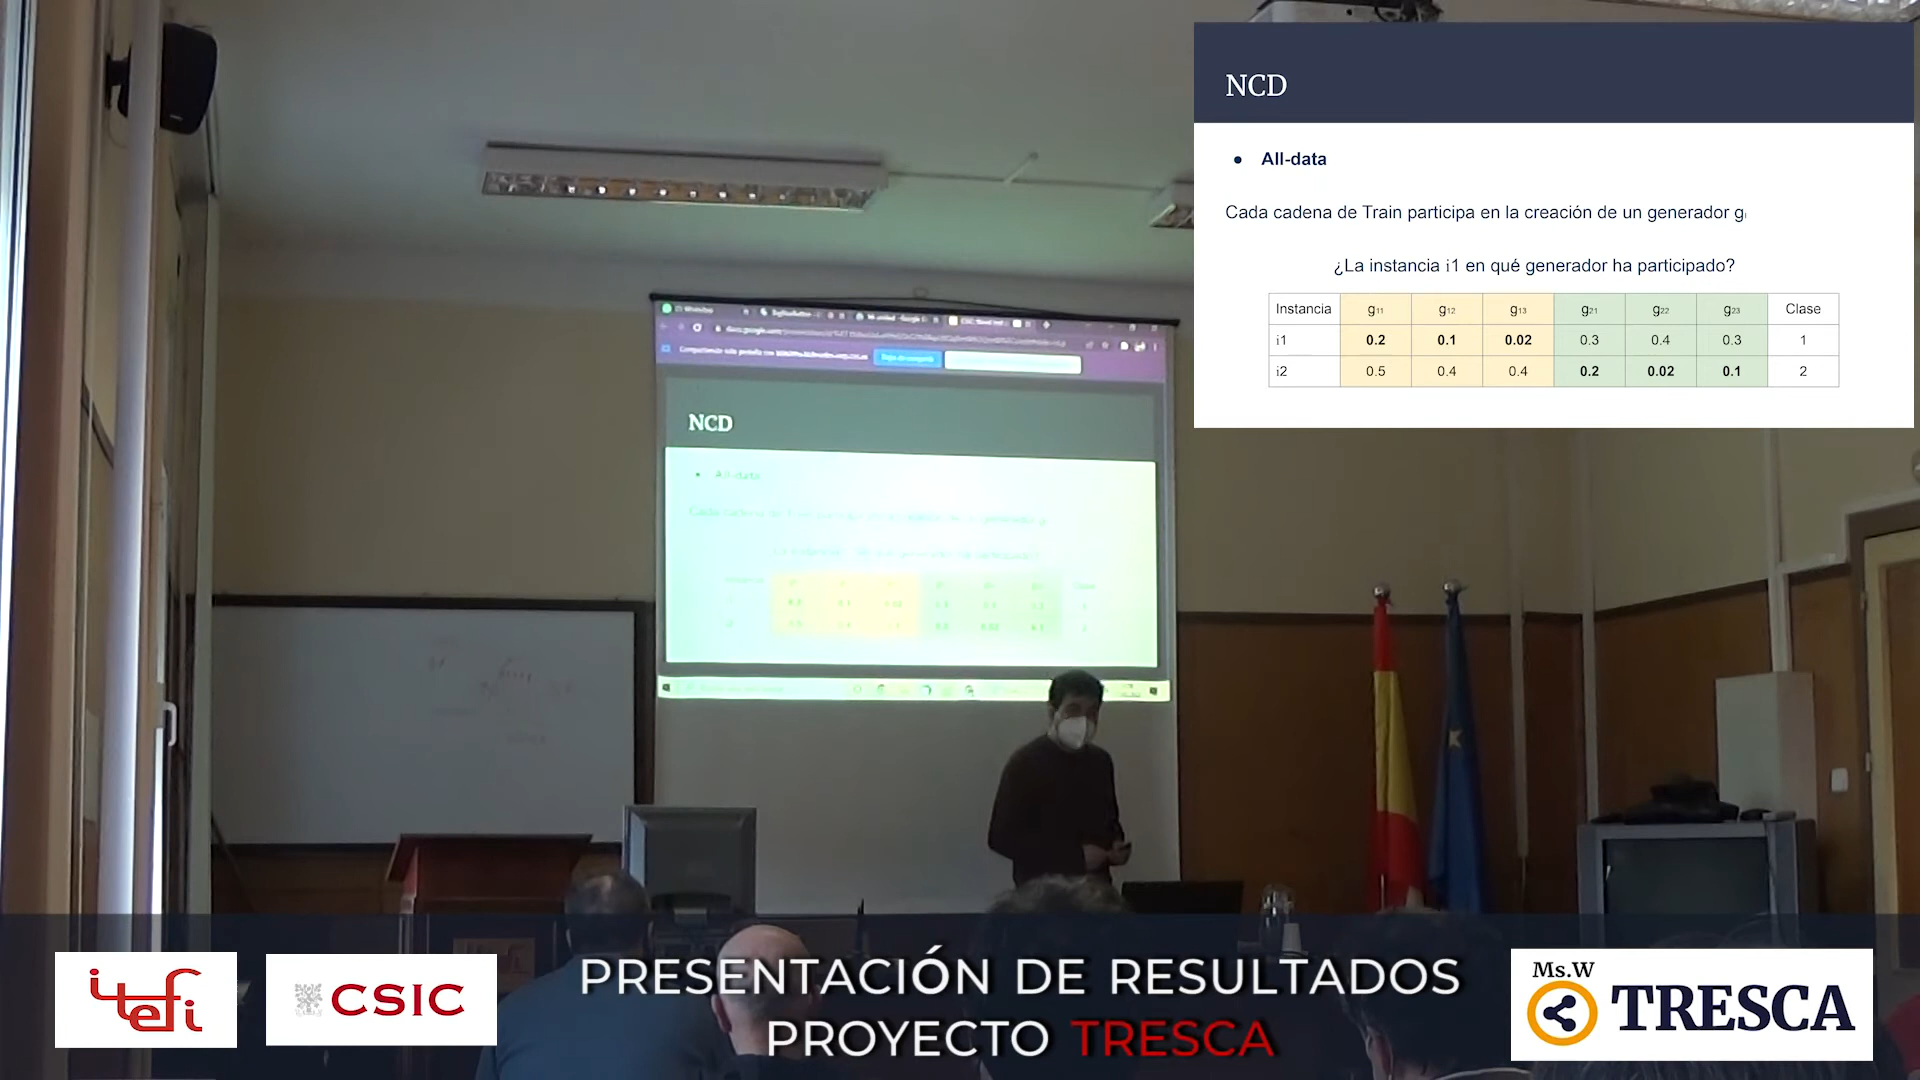 NCD
● All-data
Cada cadena de Train participa en la creación de un generador gᵢ
¿La instancia i1 en qué generador ha participado?
Instancia g11 g12 g13 g21 g22 g23 Clase
i1 0.2 0.1 0.02 0.3 0.4 0.3 1
i2 0.5 0.4 0.4 0.2 0.02 0.1 2
NCD
• All-data
itefi
CSIC
PRESENTACIÓN DE RESULTADOS
PROYECTO TRESCA
Ms.W
TRESCA